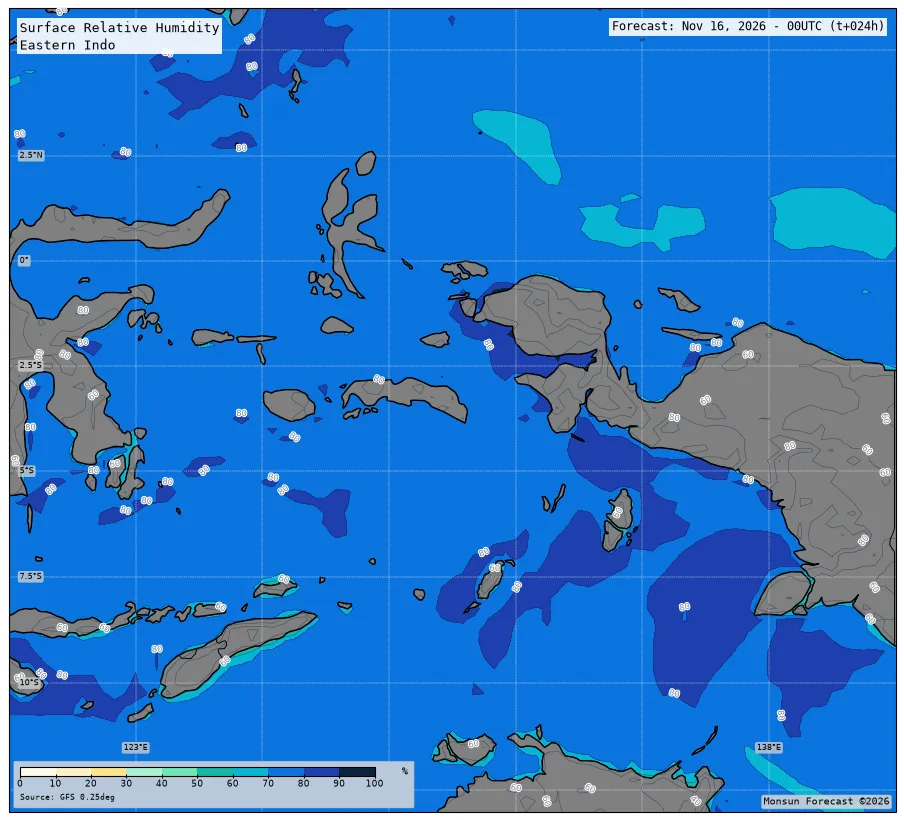 Surface Relative Humidity
Eastern Indo
Forecast: Nov 16, 2026 - 00UTC (t+024h)
2.5°N
0°
2.5°S
5°S
7.5°S
10°S
123°E
138°E
%
0 10 20 30 40 50 60 70 80 90 100
Source: GFS 0.25deg
Monsun Forecast ©2026